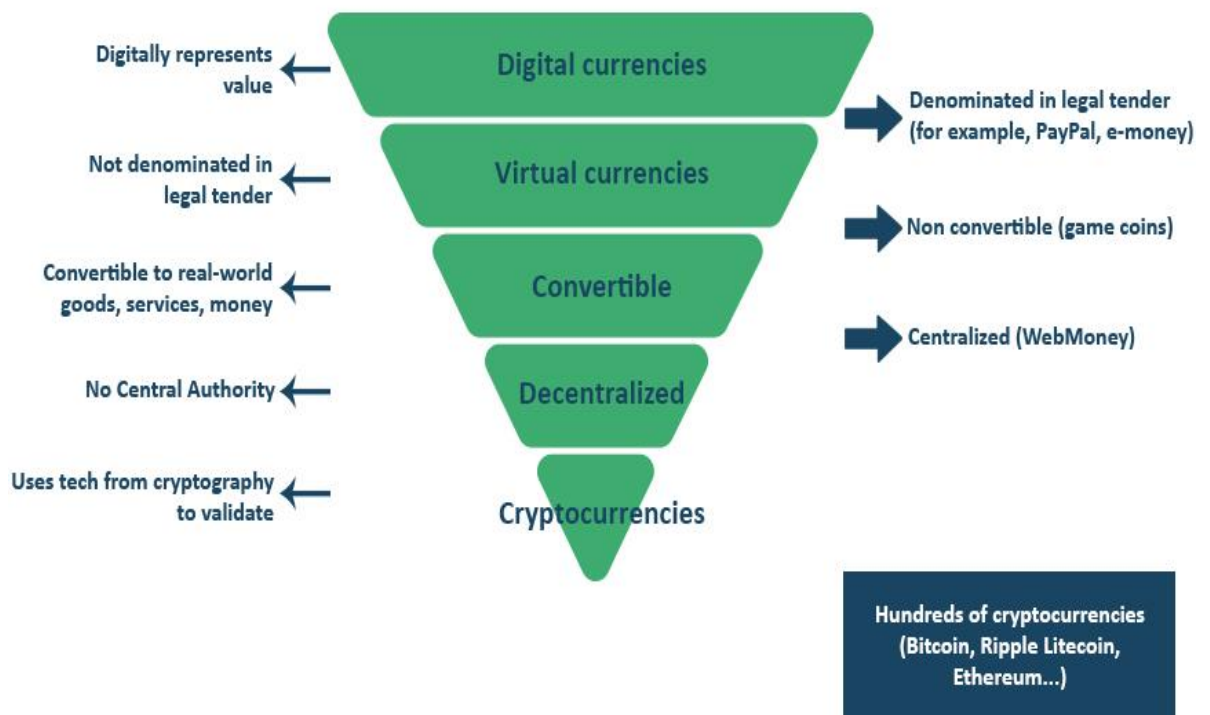 Digitally represents
value
Digital currencies
Denominated in legal tender
(for example, PayPal, e-money)
Not denominated in
legal tender
Virtual currencies
Non convertible (game coins)
Convertible to real-world
goods, services, money
Convertible
Centralized (WebMoney)
No Central Authority
Decentralized
Uses tech from cryptography
to validate
Cryptocurrencies
Hundreds of cryptocurrencies
(Bitcoin, Ripple Litecoin,
Ethereum...)